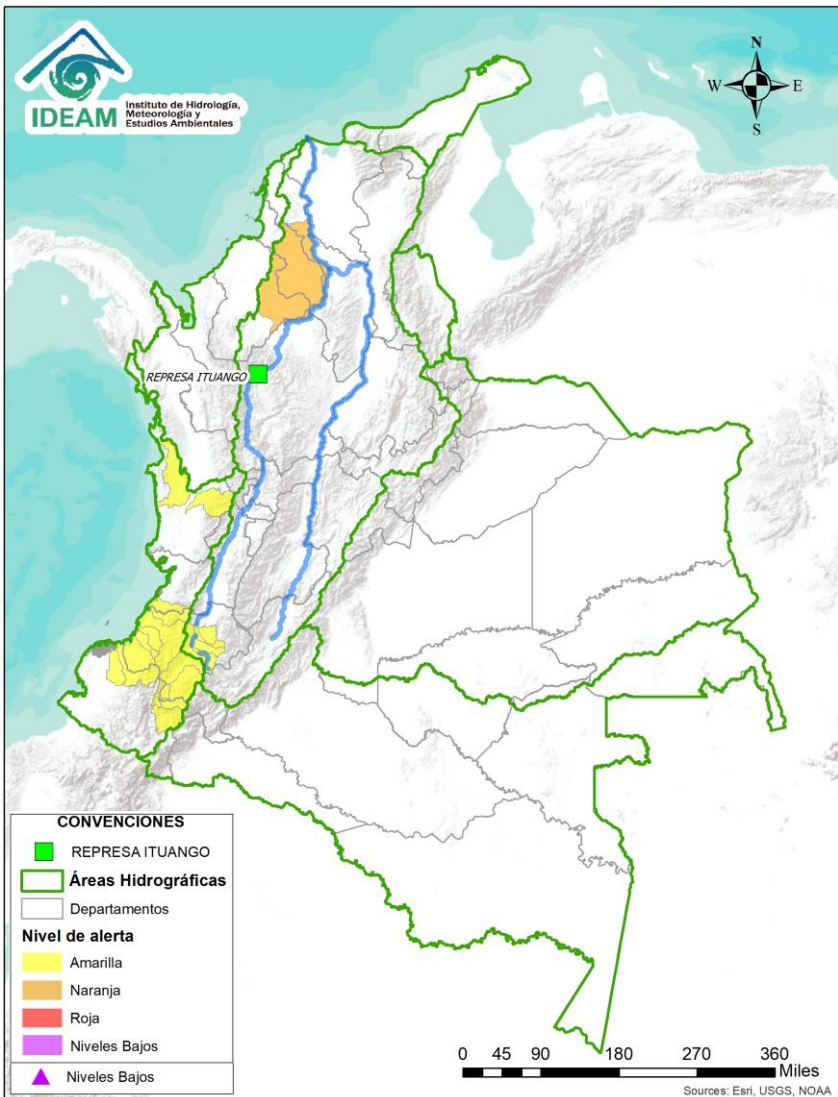 IDEAM
Instituto de Hidrología,
Meteorología y
Estudios Ambientales
N
W
E
S
REPRESA ITUANGO
CONVENCIONES
REPRESA ITUANGO
Áreas Hidrográficas
Departamentos
Nivel de alerta
Amarilla
Naranja
Roja
Niveles Bajos
Niveles Bajos
0 45 90 180 270 360
Miles
Sources: Esri, USGS, NOAA